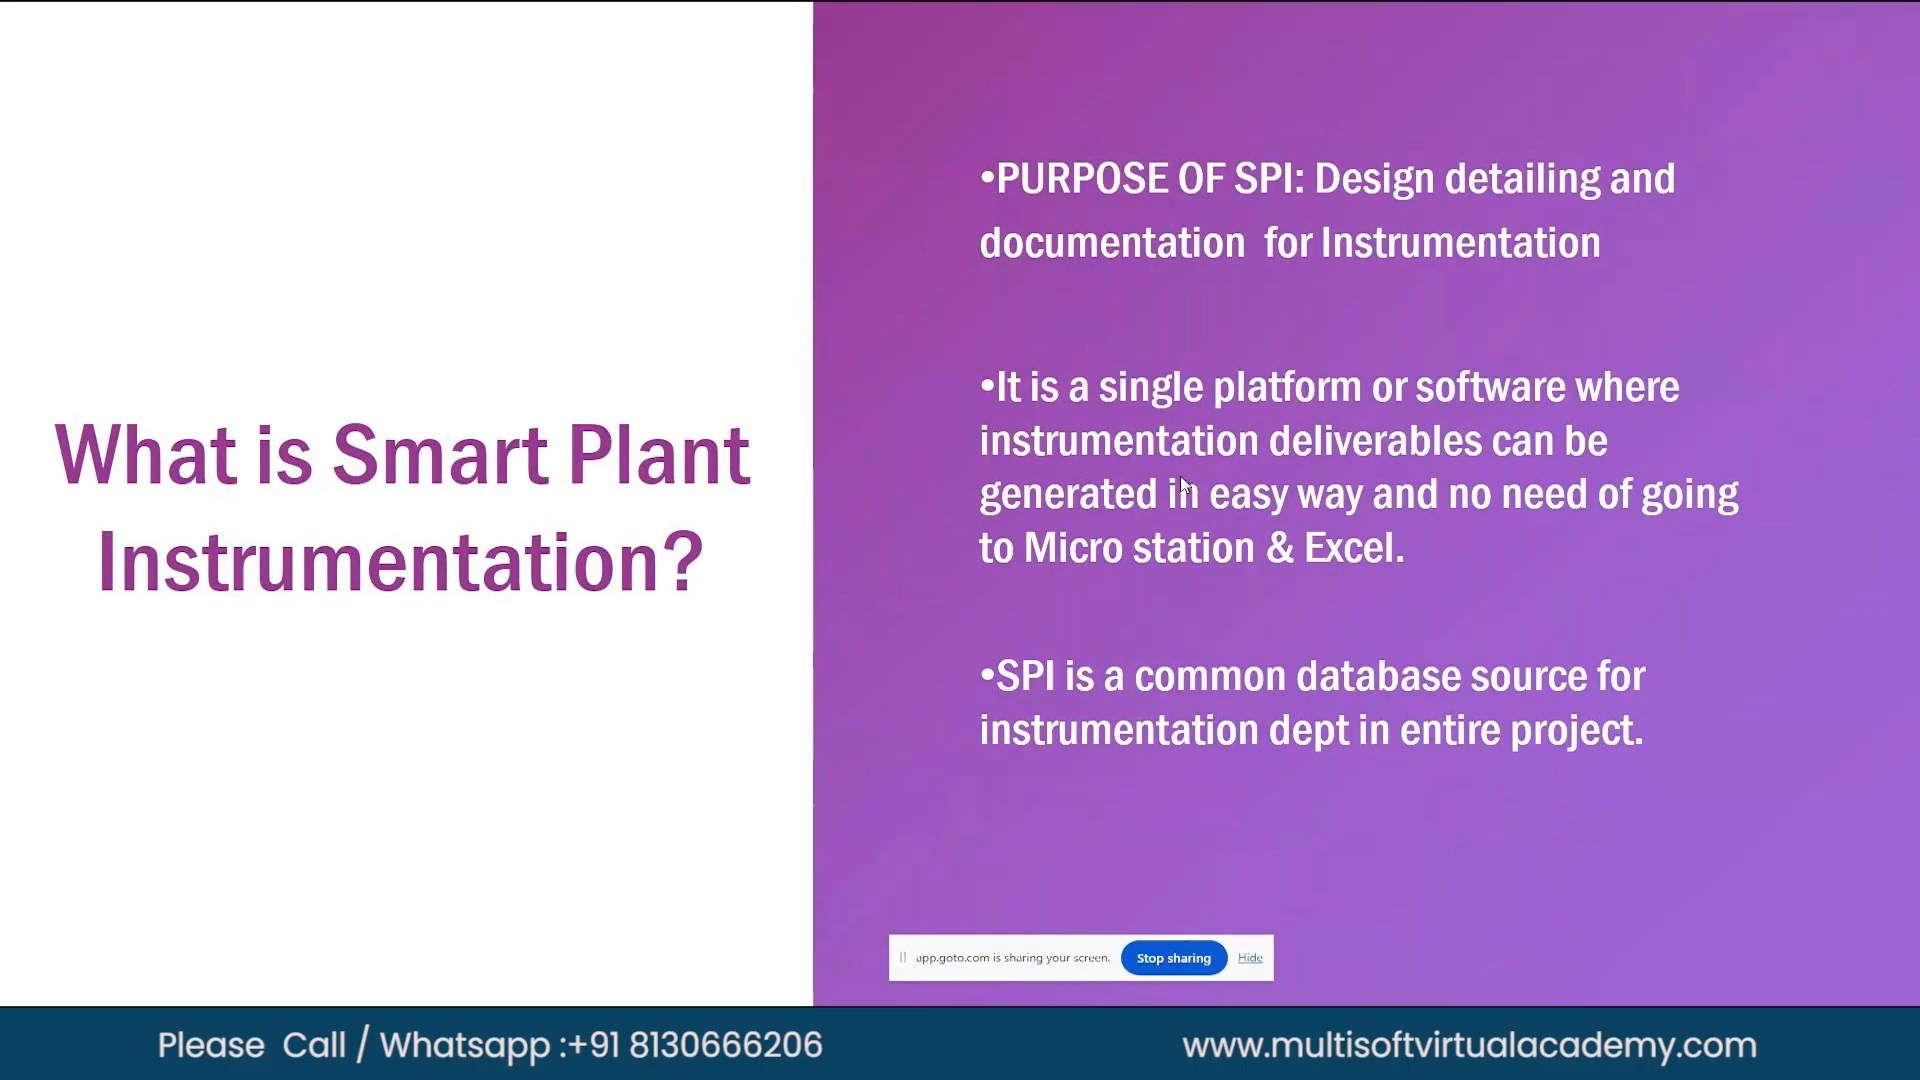 What is Smart Plant
Instrumentation?
•PURPOSE OF SPI: Design detailing and
documentation  for Instrumentation
•It is a single platform or software where
instrumentation deliverables can be
generated in easy way and no need of going
to Micro station & Excel.
•SPI is a common database source for
instrumentation dept in entire project.
app.goto.com is sharing your screen. Stop sharing Hide
Please  Call / Whatsapp :+91 8130666206
www.multisoftvirtualacademy.com